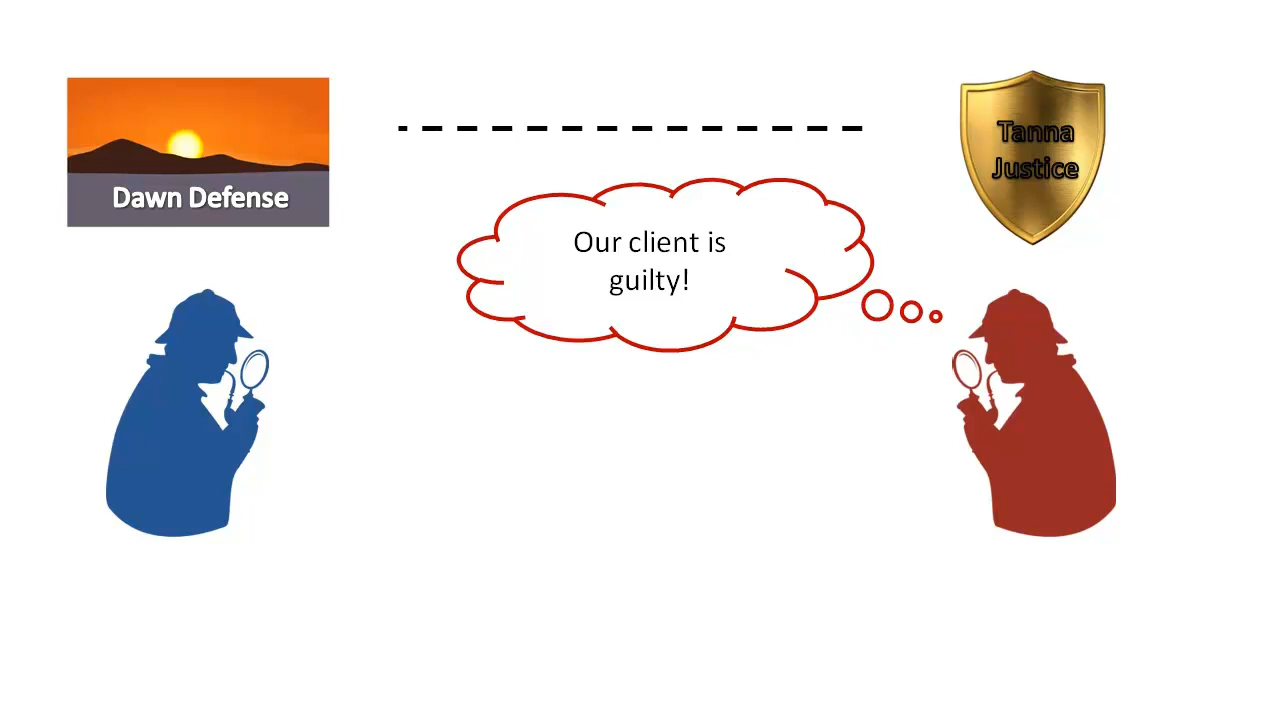 Dawn Defense
Tanna
Justice
Our client is
guilty!